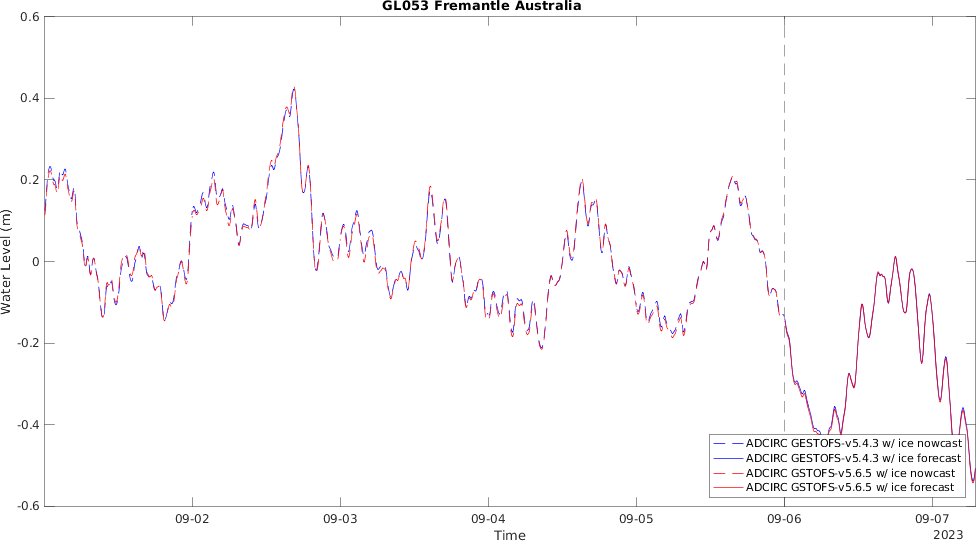 GL053 Fremantle Australia
0.6
0.4
0.2
0
-0.2
-0.4
-0.6
Water Level (m)
09-02
09-03
09-04
09-05
09-06
09-07
Time
2023
ADCIRC GESTOFS-v5.4.3 w/ ice nowcast
ADCIRC GESTOFS-v5.4.3 w/ ice forecast
ADCIRC GSTOFS-v5.6.5 w/ ice nowcast
ADCIRC GSTOFS-v5.6.5 w/ ice forecast